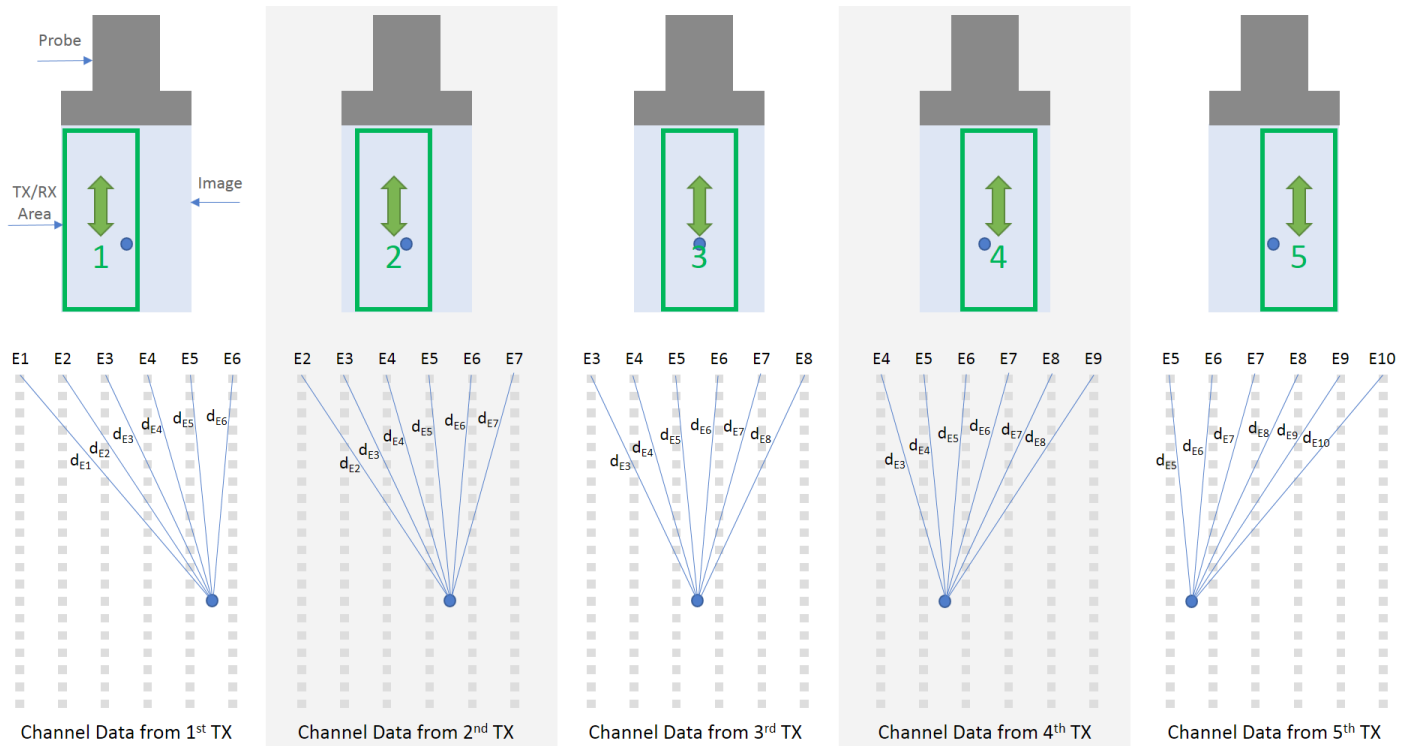 Probe
TX/RX
Area
Image
1
2
3
4
5
E1 E2 E3 E4 E5 E6
E2 E3 E4 E5 E6 E7
E3 E4 E5 E6 E7 E8
E4 E5 E6 E7 E8 E9
E5 E6 E7 E8 E9 E10
dE1 dE2 dE3 dE4 dE5 dE6
dE2 dE3 dE4 dE5 dE6 dE7
dE3 dE4 dE5 dE6 dE7 dE8
dE3 dE4 dE5 dE6 dE7 dE8
dE5 dE6 dE7 dE8 dE9 dE10
Channel Data from 1st TX
Channel Data from 2nd TX
Channel Data from 3rd TX
Channel Data from 4th TX
Channel Data from 5th TX